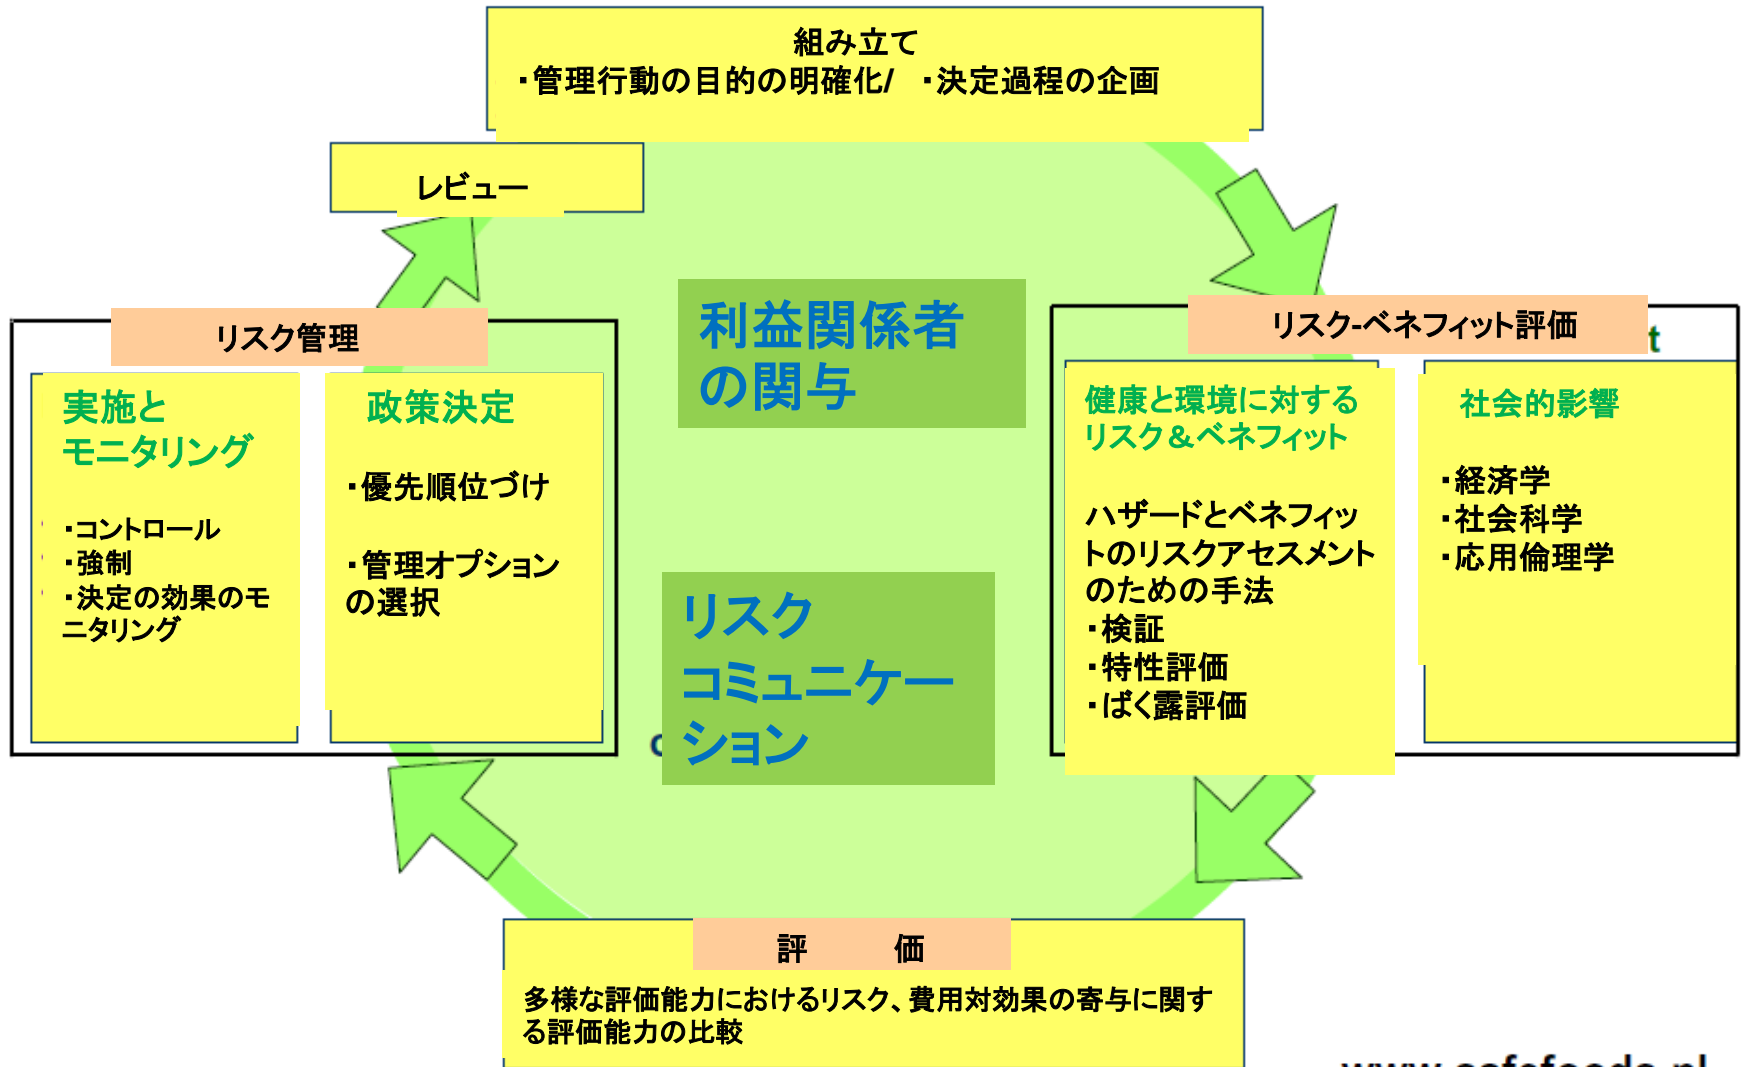 組み立て
・管理行動の目的の明確化/ ・決定過程の企画
レビュー
リスク管理
実施と
モニタリング
・コントロール
・強制
・決定の効果のモ
ニタリング
政策決定
・優先順位づけ
・管理オプション
の選択
利益関係者
の関与
リスク
コミュニケー
ション
リスク-ベネフィット評価
健康と環境に対する
リスク&ベネフィット
ハザードとベネフィッ
トのリスクアセスメント
のための手法
・検証
・特性評価
・ばく露評価
社会的影響
・経済学
・社会科学
・応用倫理学
評 価
多様な評価能力におけるリスク、費用対効果の寄与に関す
る評価能力の比較